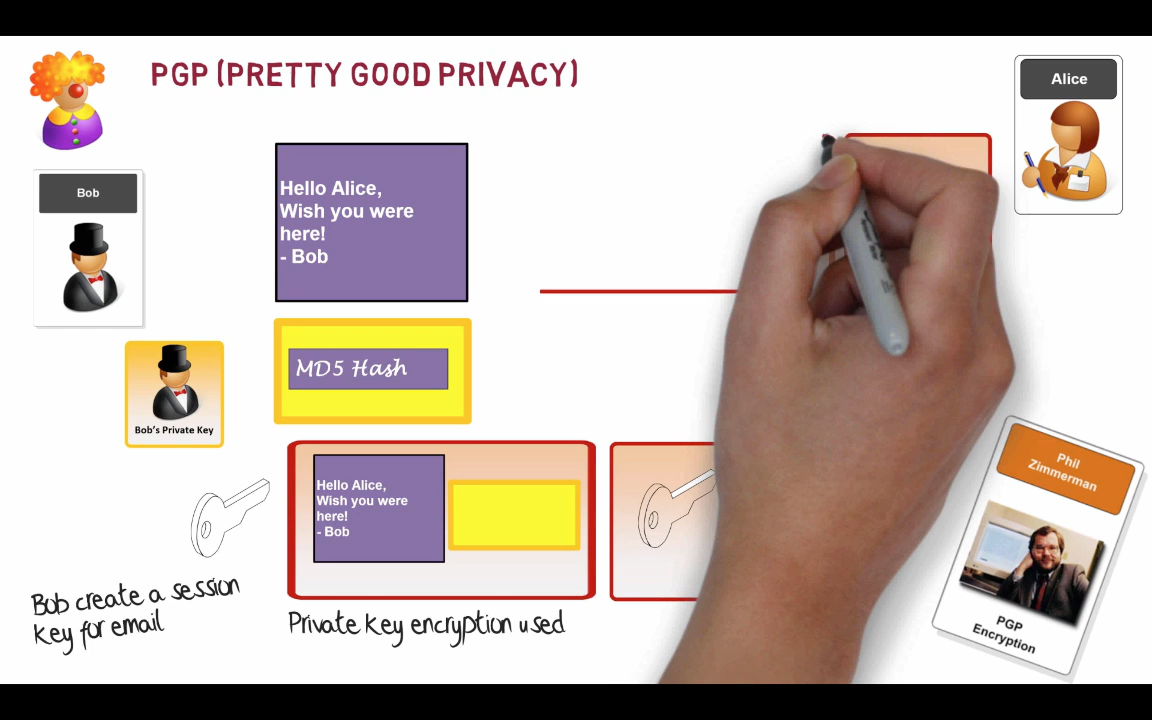 PGP (PRETTY GOOD PRIVACY)
Alice
Bob
Hello Alice,
Wish you were
here!
- Bob
MD5 Hash
Bob's Private Key
Hello Alice,
Wish you were
here!
- Bob
Phil
Zimmerman
PGP
Encryption
Bob create a session
Key for email
Private Key encryption used